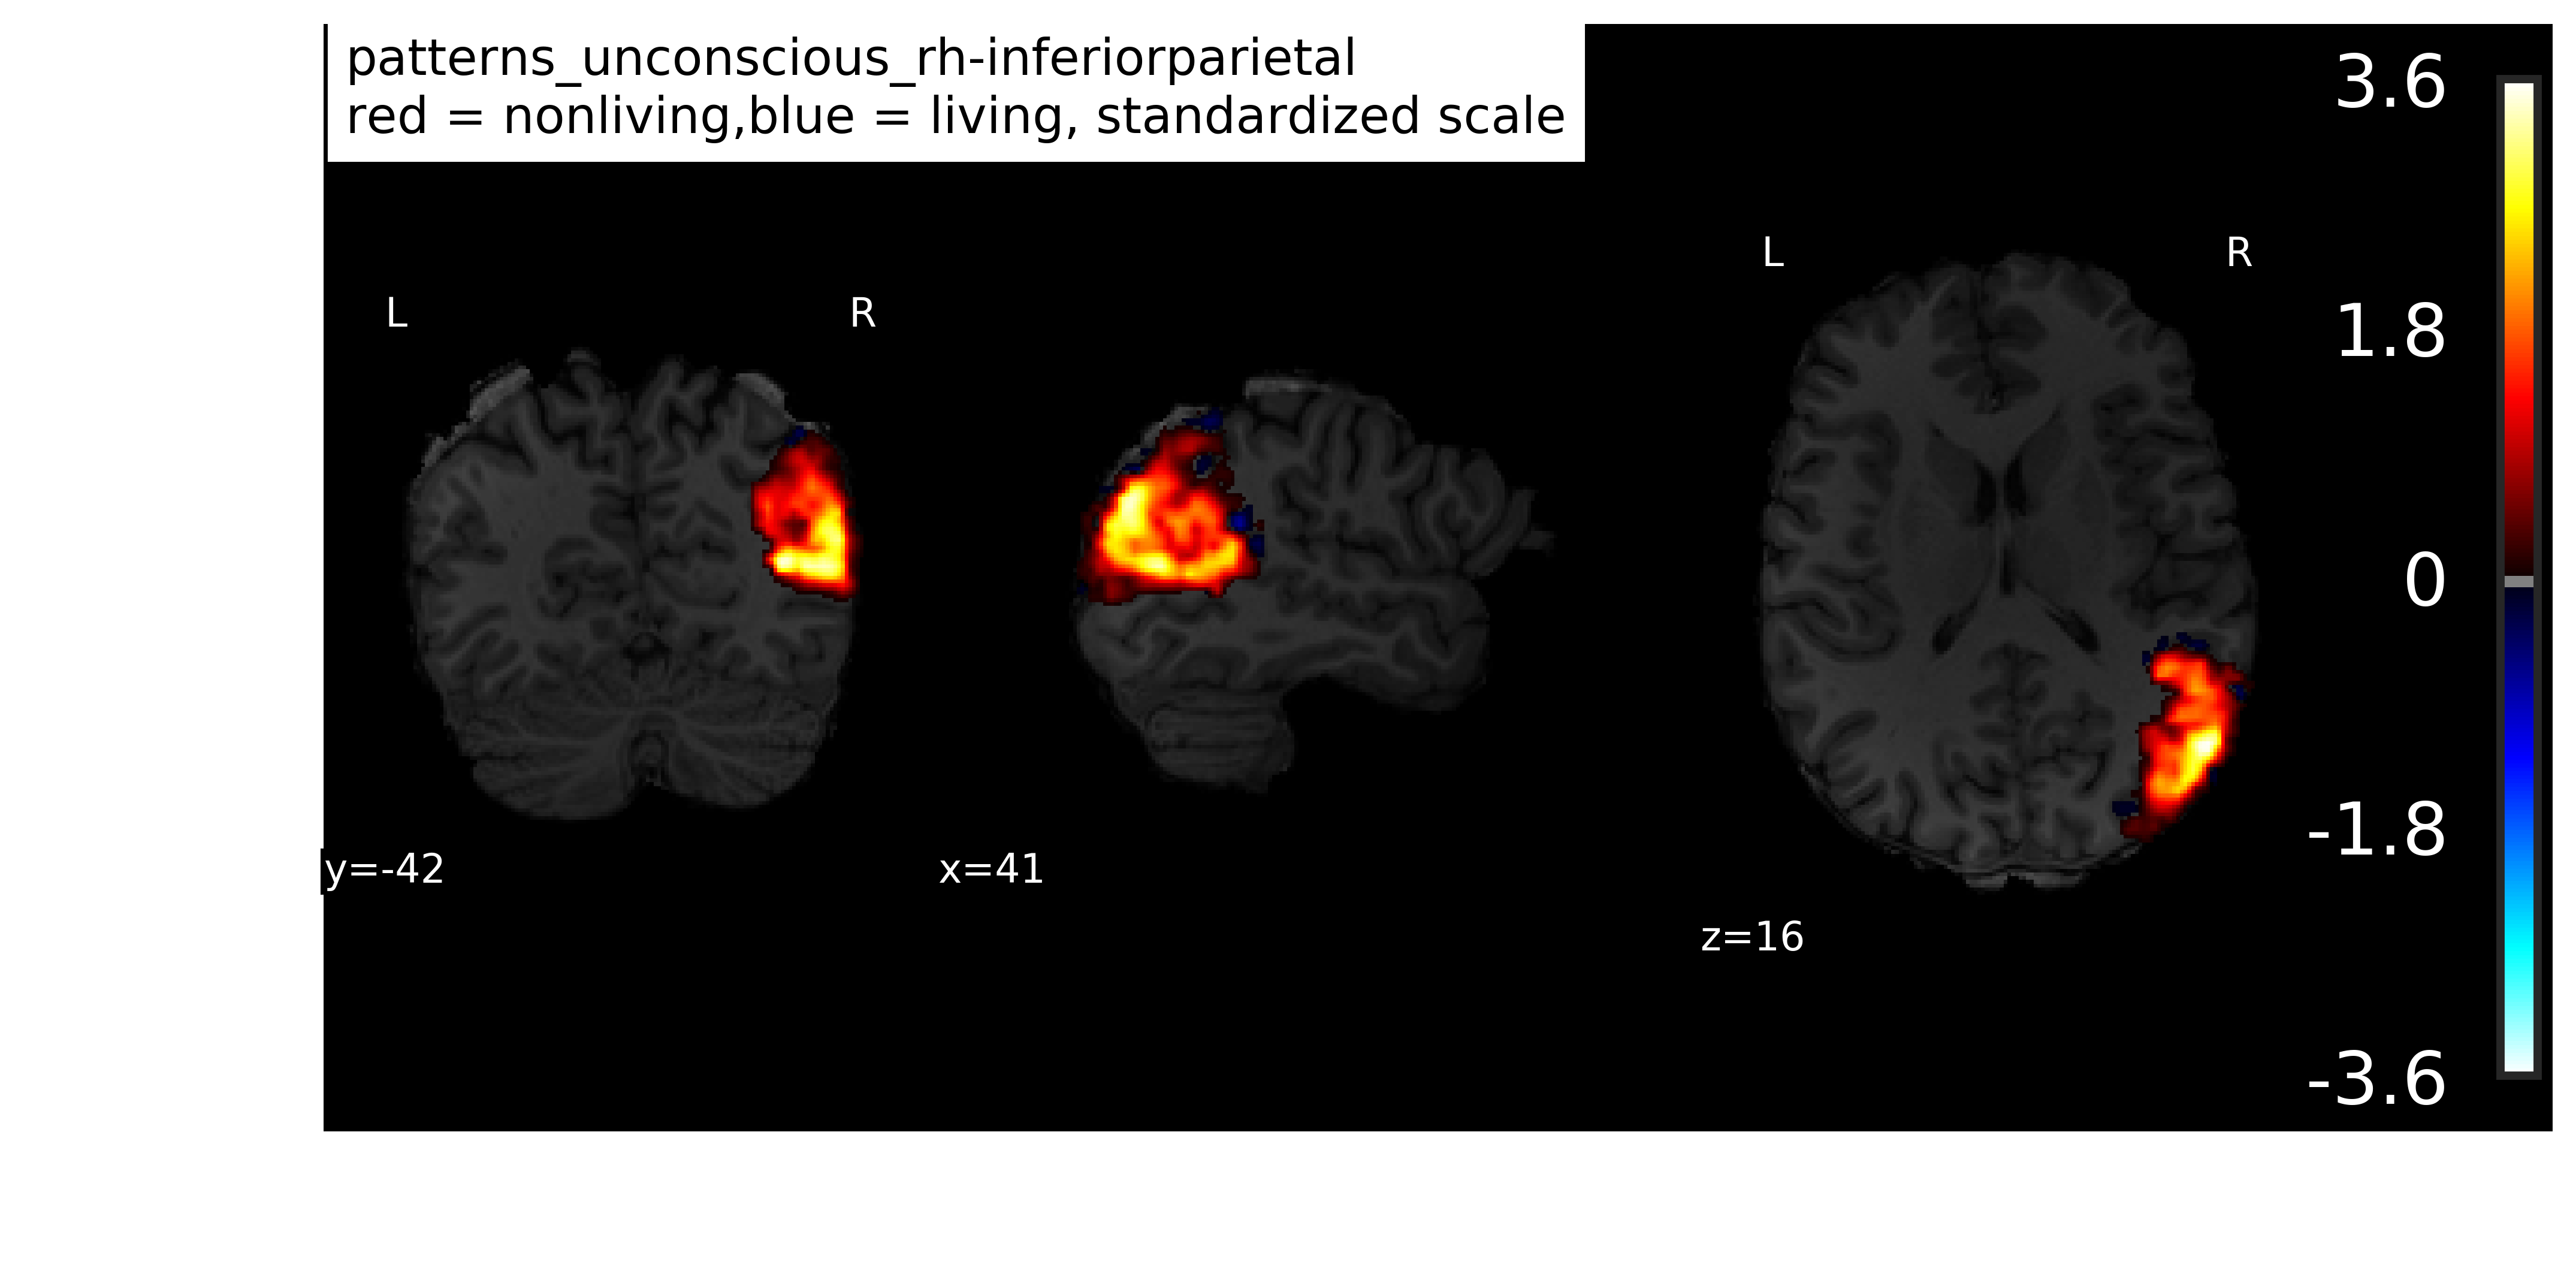 patterns_unconscious_rh-inferiorparietal
red = nonliving,blue = living, standardized scale
L
R
y=-42
x=41
L
R
z=16
3.6
1.8
0
-1.8
-3.6